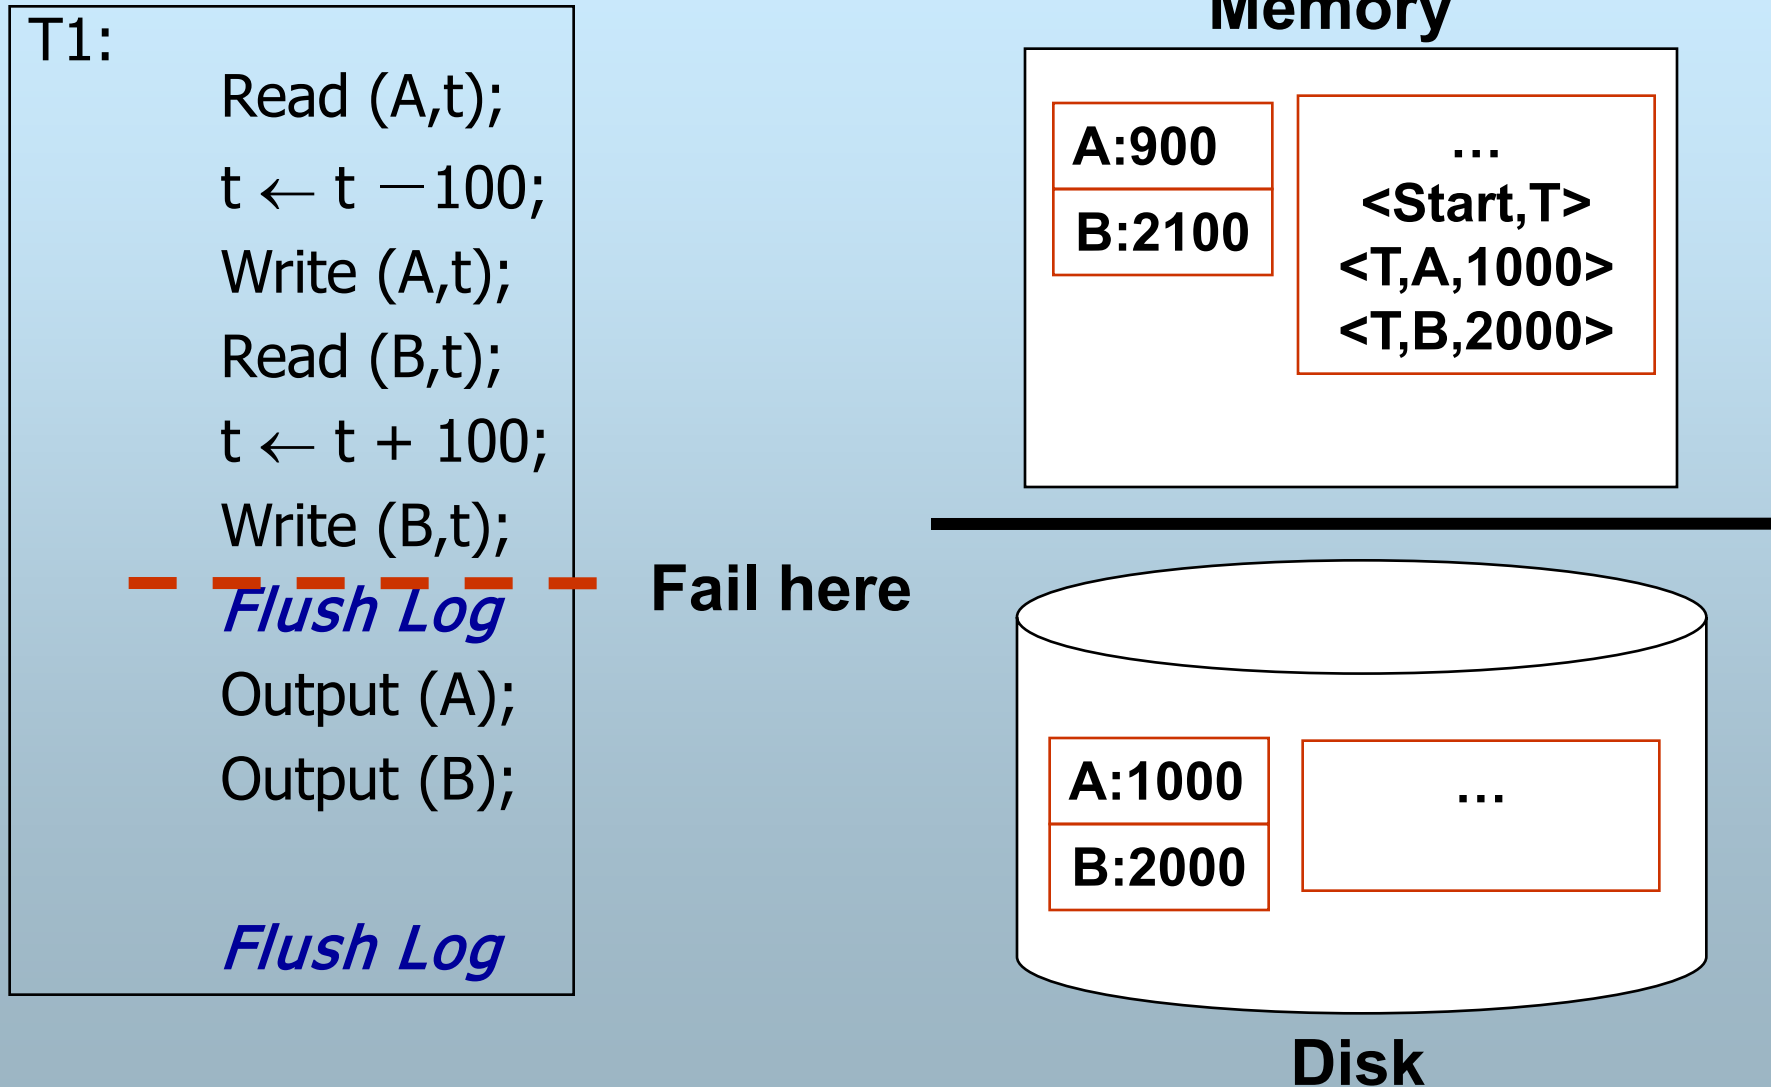 T1:
Read (A,t);
t ← t －100;
Write (A,t);
Read (B,t);
t ← t + 100;
Write (B,t);
Flush Log
Output (A);
Output (B);
Flush Log
Fail here
Memory
A:900
B:2100
…
<Start,T>
<T,A,1000>
<T,B,2000>
A:1000
B:2000
…
Disk